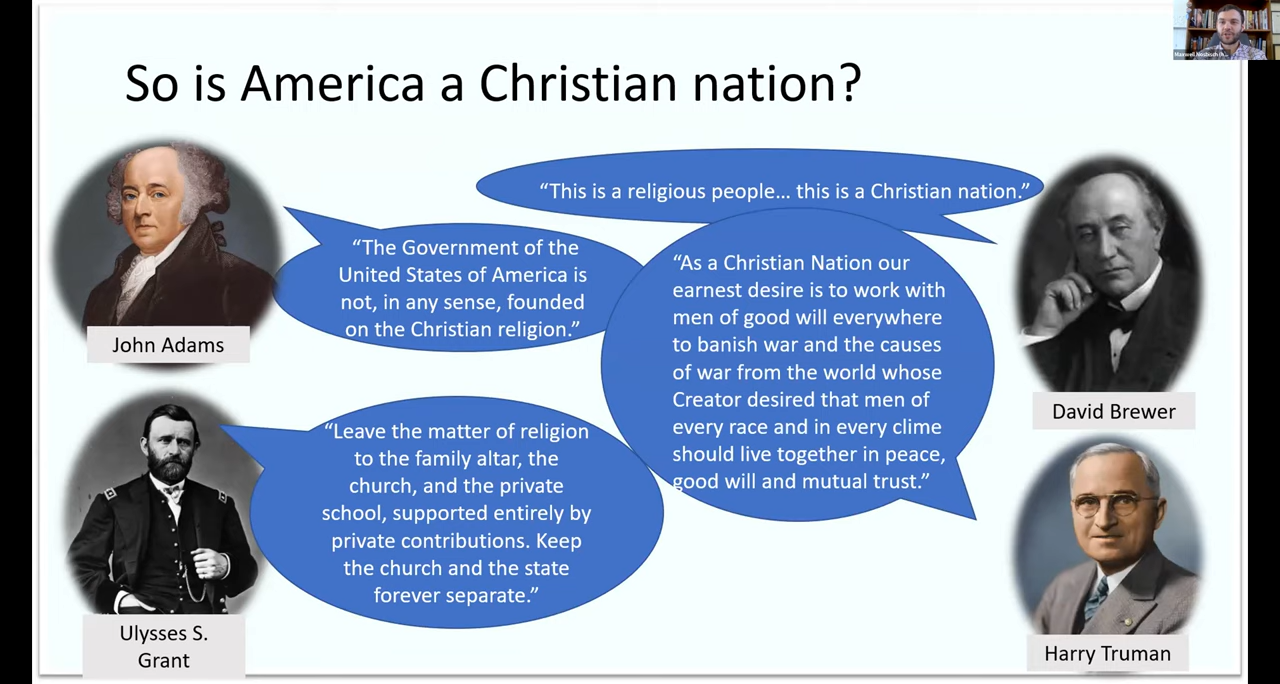 So is America a Christian nation?
“The Government of the
United States of America is
not, in any sense, founded
on the Christian religion.”
John Adams
“This is a religious people... this is a Christian nation.”
David Brewer
“Leave the matter of religion
to the family altar, the
church, and the private
school, supported entirely by
private contributions. Keep
the church and the state
forever separate.”
Ulysses S.
Grant
“As a Christian Nation our
earnest desire is to work with
men of good will everywhere
to banish war and the causes
of war from the world whose
Creator desired that men of
every race and in every clime
should live together in peace,
good will and mutual trust.”
Harry Truman
Maxwell